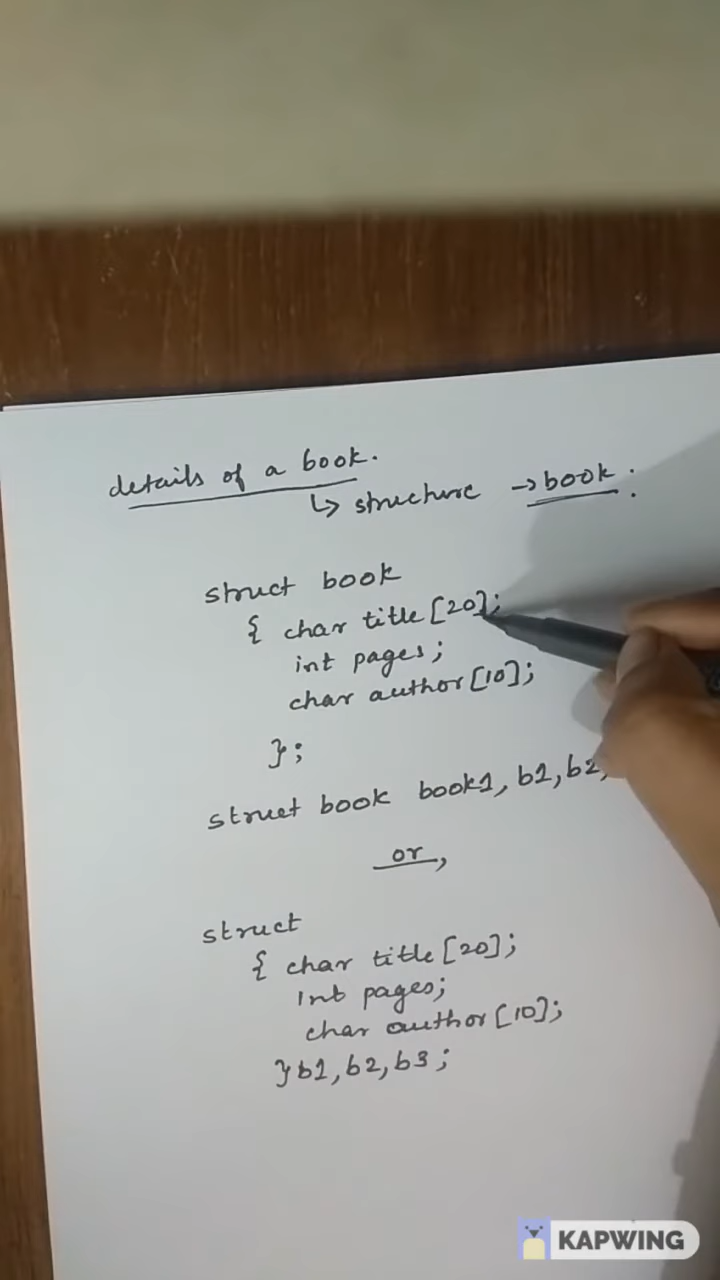 details of a book.
↳ structure → book:
struct book
{ char title [20];
int pages;
char author [10];
};
struct book book1, b1, b2,
or,
struct
{ char title [20];
int pages;
char author [10];
} b1, b2, b3;
KAPWING